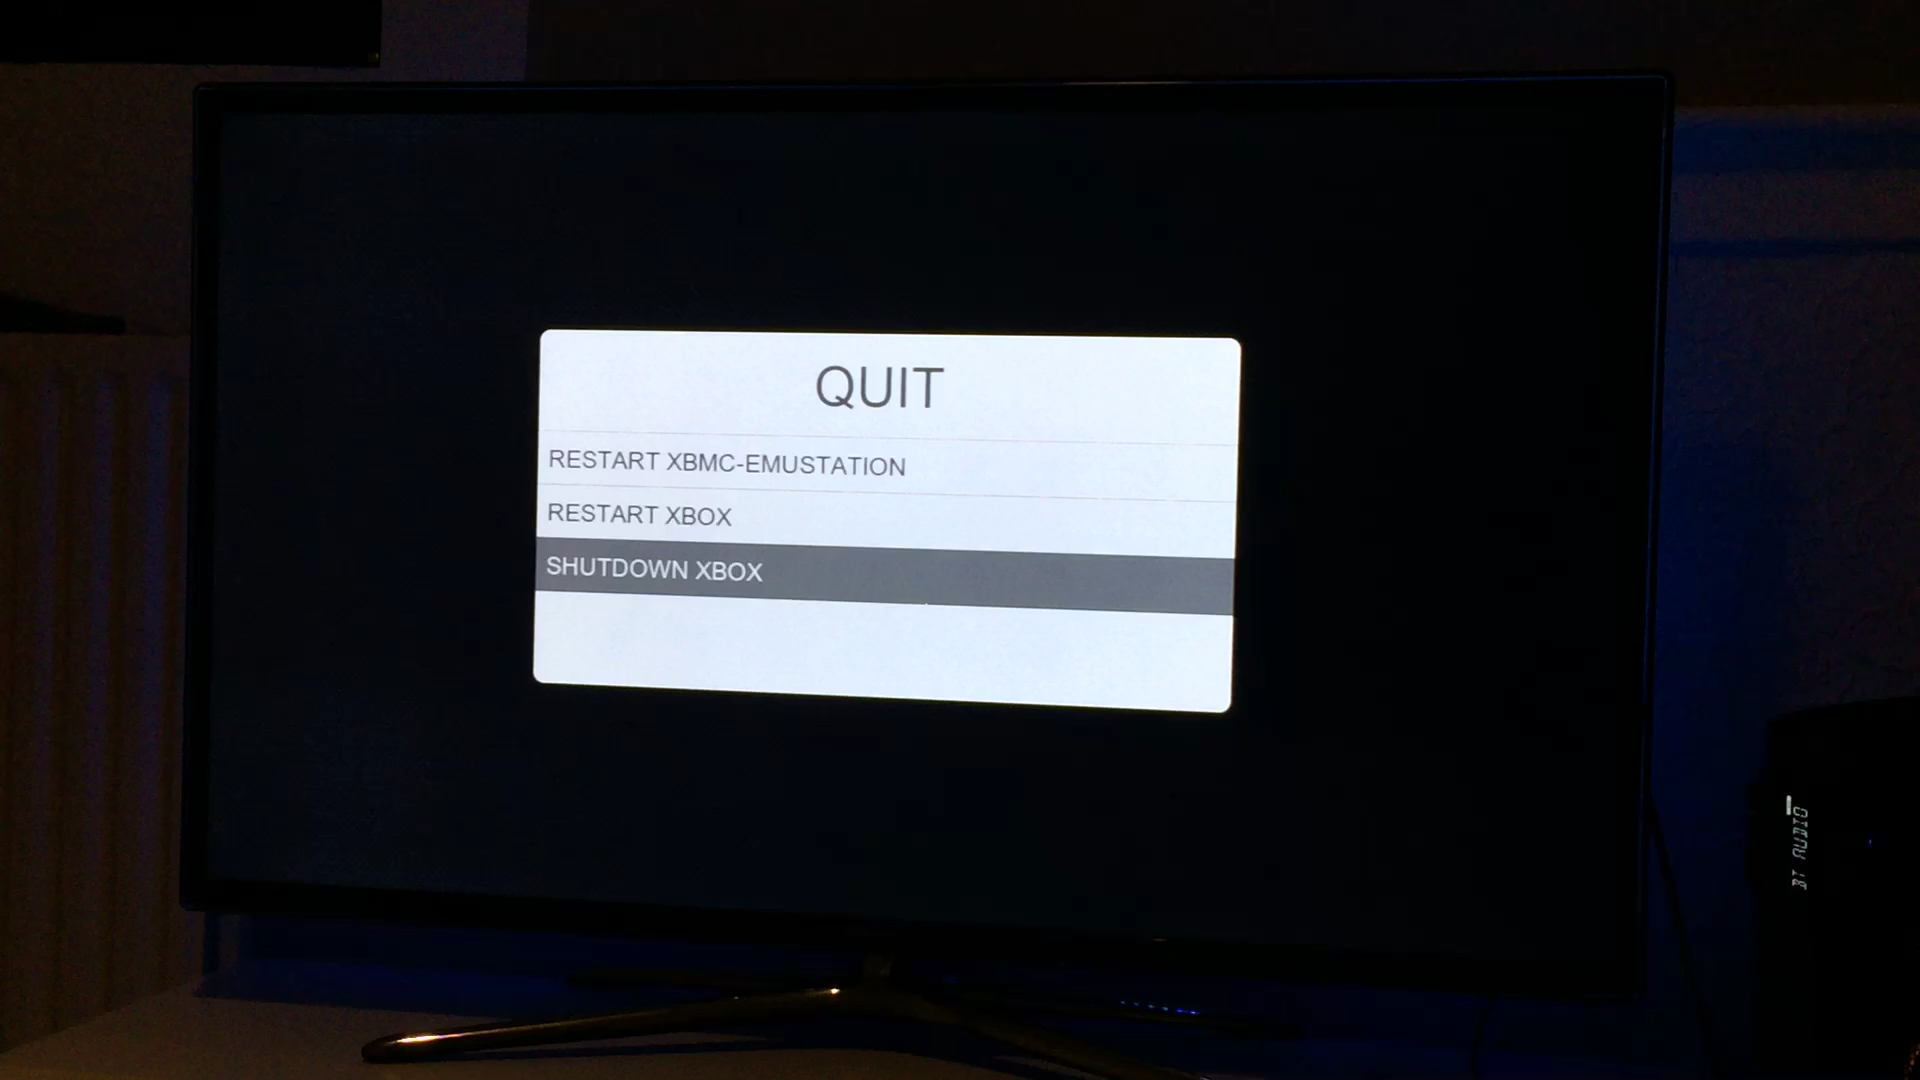 QUIT
RESTART XBMC-EMUSTATION
RESTART XBOX
SHUTDOWN XBOX
BT AUDIO